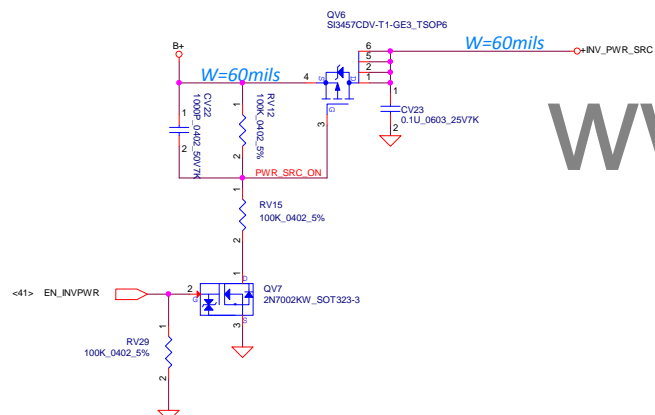 QV6
SI3457CDV-T1-GE3_TSOP6
B+
W=60mils
4
S
D
G
6
5
2
1
W=60mils
+INV_PWR_SRC
3
1
CV22
1000P_0402_50V7K
2
1
RV12
100K_0402_5%
2
1
CV23
0.1U_0603_25V7K
2
PWR_SRC_ON
1
RV15
100K_0402_5%
2
1
D
<41> EN_INVPWR
2
G
QV7
2N7002KW_SOT323-3
S
3
1
RV29
100K_0402_5%
2